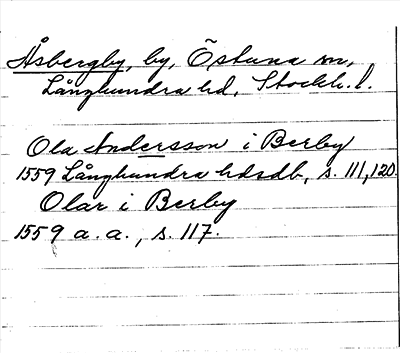 Åsbergby, by, Östuna sn,
Långhundra hd, Stockh. l.
Ola Andersson i Berby
1559 Långhundra hdsdb, s. 111, 120.
Olar i Berby
1559 a. a., s. 117.